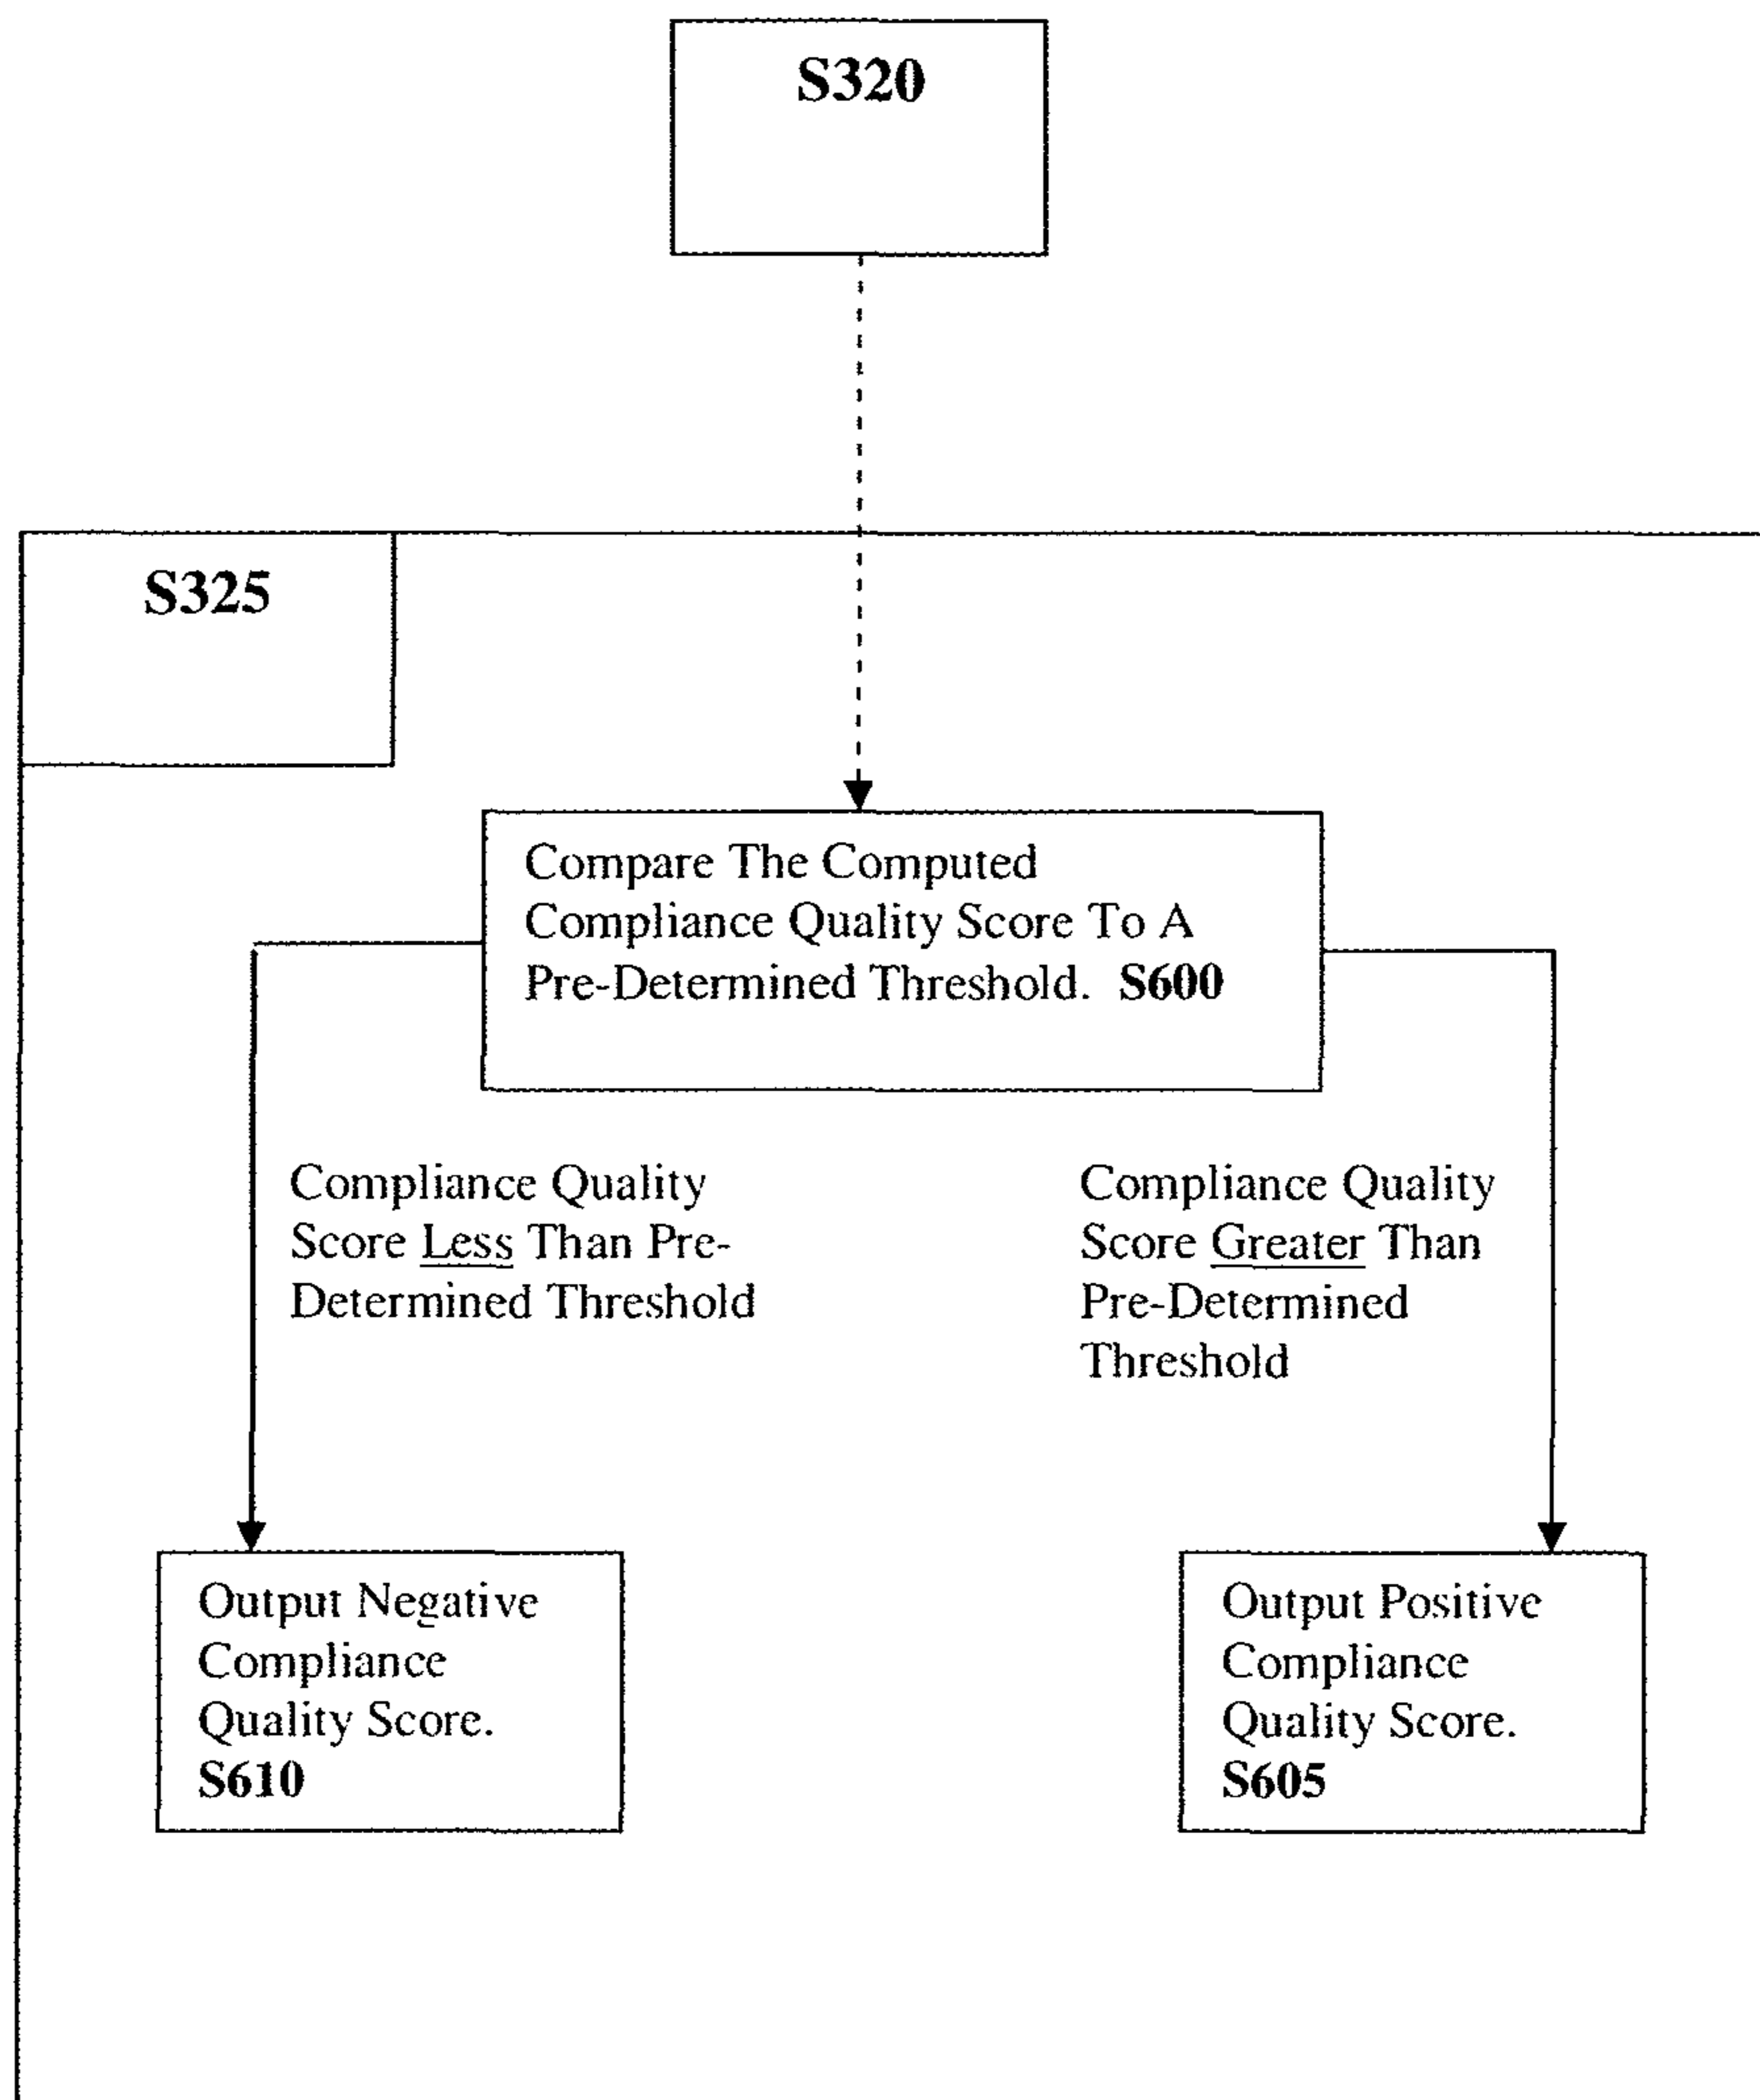 S320
S325
Compare The Computed
Compliance Quality Score To A
Pre-Determined Threshold. S600
Compliance Quality
Score Less Than Pre-
Determined Threshold
Compliance Quality
Score Greater Than
Pre-Determined
Threshold
Output Negative
Compliance
Quality Score.
S610
Output Positive
Compliance
Quality Score.
S605